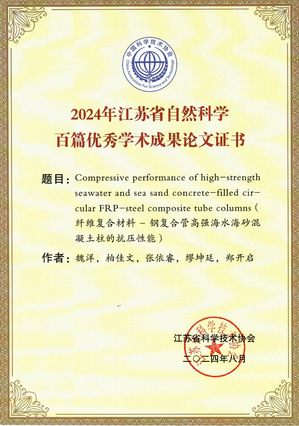 中国科学技术协会
2024年江苏省自然科学
百篇优秀学术成果论文证书
题目：Compressive performance of high-strength
seawater and sea sand concrete-filled cir-
cular FRP-steel composite tube columns（
纤维复合材料 - 钢复合管高强海水海砂混
凝土柱的抗压性能）
作者：魏洋，柏佳文，张依睿，缪坤廷，郑开启
江苏省科学技术协会
二〇二四年八月